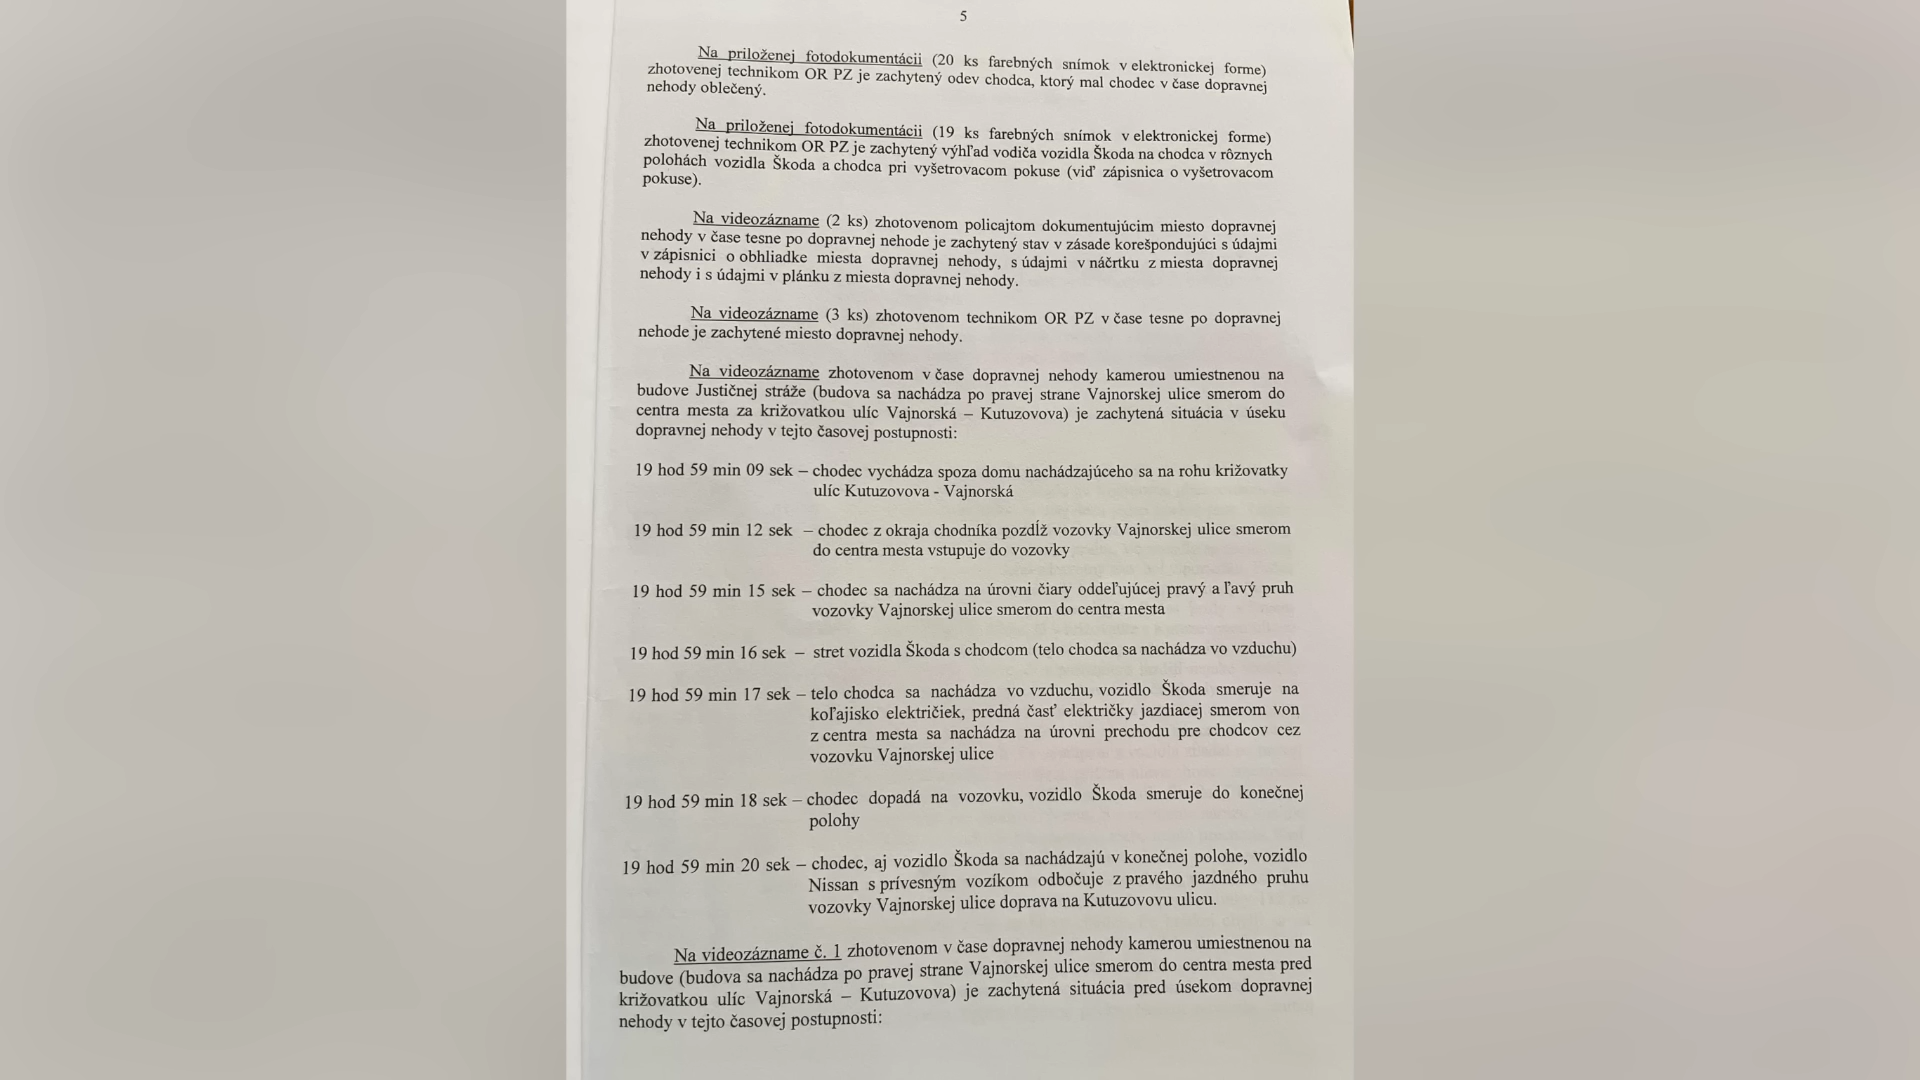 5
Na priloženej fotodokumentácii (20 ks farebných snímok v elektronickej forme)
zhotovenej technikom OR PZ je zachytený odev chodca, ktorý mal chodec v čase dopravnej
nehody oblečený.
Na priloženej fotodokumentácii (19 ks farebných snímok v elektronickej forme)
zhotovenej technikom OR PZ je zachytený výhľad vodiča vozidla Škoda na chodca v rôznych
polohách vozidla Škoda a chodca pri vyšetrovacom pokuse (viď zápisnica o vyšetrovacom
pokuse).
Na videozázname (2 ks) zhotovenom policajtom dokumentujúcim miesto dopravnej
nehody v čase tesne po dopravnej nehode je zachytený stav v zásade korešpondujúci s údajmi
v zápisnici o obhliadke miesta dopravnej nehody, s údajmi v náčrtku z miesta dopravnej
nehody i s údajmi v plánku z miesta dopravnej nehody.
Na videozázname (3 ks) zhotovenom technikom OR PZ v čase tesne po dopravnej
nehode je zachytené miesto dopravnej nehody.
Na videozázname zhotovenom v čase dopravnej nehody kamerou umiestnenou na
budove Justičnej stráže (budova sa nachádza po pravej strane Vajnorskej ulice smerom do
centra mesta za križovatkou ulíc Vajnorská – Kutuzovova) je zachytená situácia v úseku
dopravnej nehody v tejto časovej postupnosti:
19 hod 59 min 09 sek – chodec vychádza spoza domu nachádzajúceho sa na rohu križovatky
ulíc Kutuzovova - Vajnorská
19 hod 59 min 12 sek – chodec z okraja chodníka pozdĺž vozovky Vajnorskej ulice smerom
do centra mesta vstupuje do vozovky
19 hod 59 min 15 sek – chodec sa nachádza na úrovni čiary oddeľujúcej pravý a ľavý pruh
vozovky Vajnorskej ulice smerom do centra mesta
19 hod 59 min 16 sek – stret vozidla Škoda s chodcom (telo chodca sa nachádza vo vzduchu)
19 hod 59 min 17 sek – telo chodca sa nachádza vo vzduchu, vozidlo Škoda smeruje na
koľajisko električiek, predná časť električky jazdiacej smerom von
z centra mesta sa nachádza na úrovni prechodu pre chodcov cez
vozovku Vajnorskej ulice
19 hod 59 min 18 sek – chodec dopadá na vozovku, vozidlo Škoda smeruje do konečnej
polohy
19 hod 59 min 20 sek – chodec, aj vozidlo Škoda sa nachádzajú v konečnej polohe, vozidlo
Nissan s prívesným vozíkom odbočuje z pravého jazdného pruhu
vozovky Vajnorskej ulice doprava na Kutuzovovu ulicu.
Na videozázname č. 1 zhotovenom v čase dopravnej nehody kamerou umiestnenou na
budove (budova sa nachádza po pravej strane Vajnorskej ulice smerom do centra mesta pred
križovatkou ulíc Vajnorská – Kutuzovova) je zachytená situácia pred úsekom dopravnej
nehody v tejto časovej postupnosti: